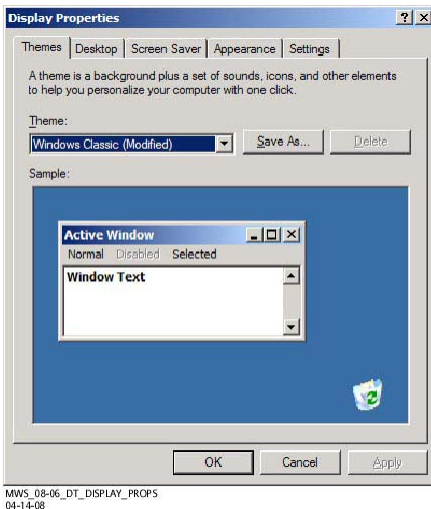 Display Properties
Themes Desktop Screen Saver Appearance Settings
A theme is a background plus a set of sounds, icons, and other elements
to help you personalize your computer with one click.
Theme:
Windows Classic (Modified) Save As... Delete
Sample:
Active Window
Normal Disabled Selected
Window Text
OK Cancel Apply
MWS_08-06_DT_DISPLAY_PROPS
04-14-08